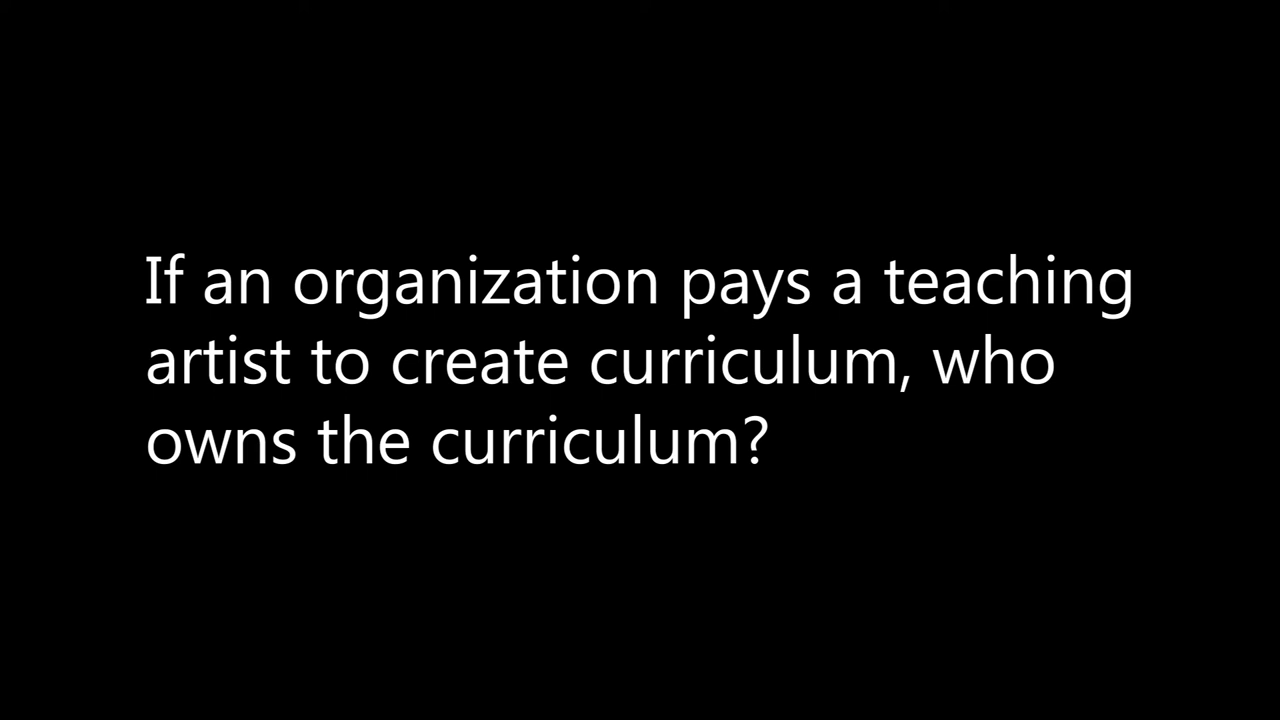 If an organization pays a teaching
artist to create curriculum, who
owns the curriculum?